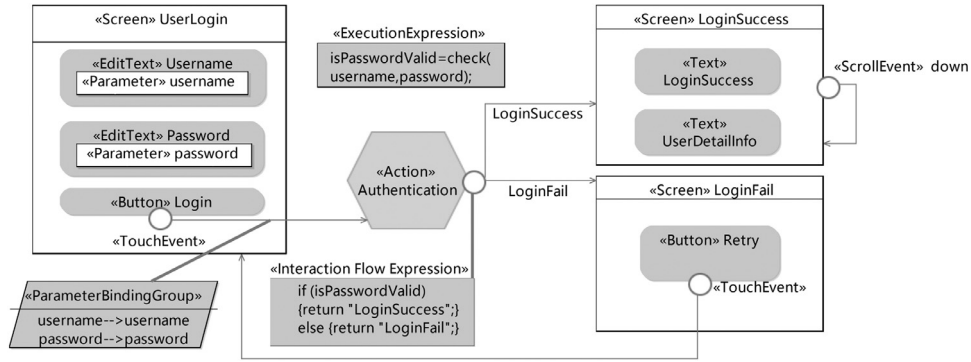 «Screen» UserLogin
«EditText» Username
«Parameter» username
«EditText» Password
«Parameter» password
«Button» Login
«TouchEvent»
«ParameterBindingGroup»
username-->username
password-->password
«ExecutionExpression»
isPasswordValid=check(
username,password);
«Action»
Authentication
«Interaction Flow Expression»
if (isPasswordValid)
{return "LoginSuccess";}
else {return "LoginFail";}
LoginSuccess
LoginFail
«Screen» LoginSuccess
«Text»
LoginSuccess
«Text»
UserDetailInfo
«ScrollEvent» down
«Screen» LoginFail
«Button» Retry
«TouchEvent»